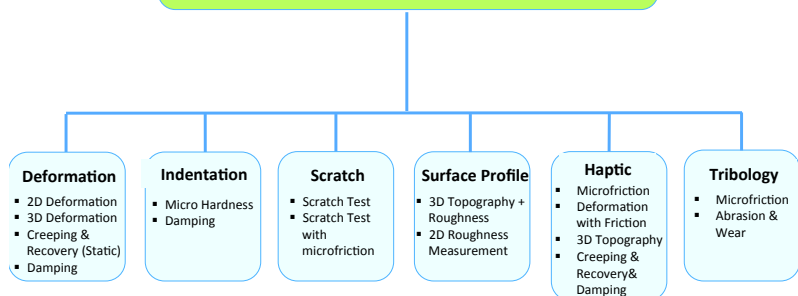 Deformation
2D Deformation
3D Deformation
Creeping &
Recovery (Static)
Damping
Indentation
Micro Hardness
Damping
Scratch
Scratch Test
Scratch Test
with
microfriction
Surface Profile
3D Topography +
Roughness
2D Roughness
Measurement
Haptic
Microfriction
Deformation
with Friction
3D Topography
Creeping &
Recovery&
Damping
Tribology
Microfriction
Abrasion &
Wear